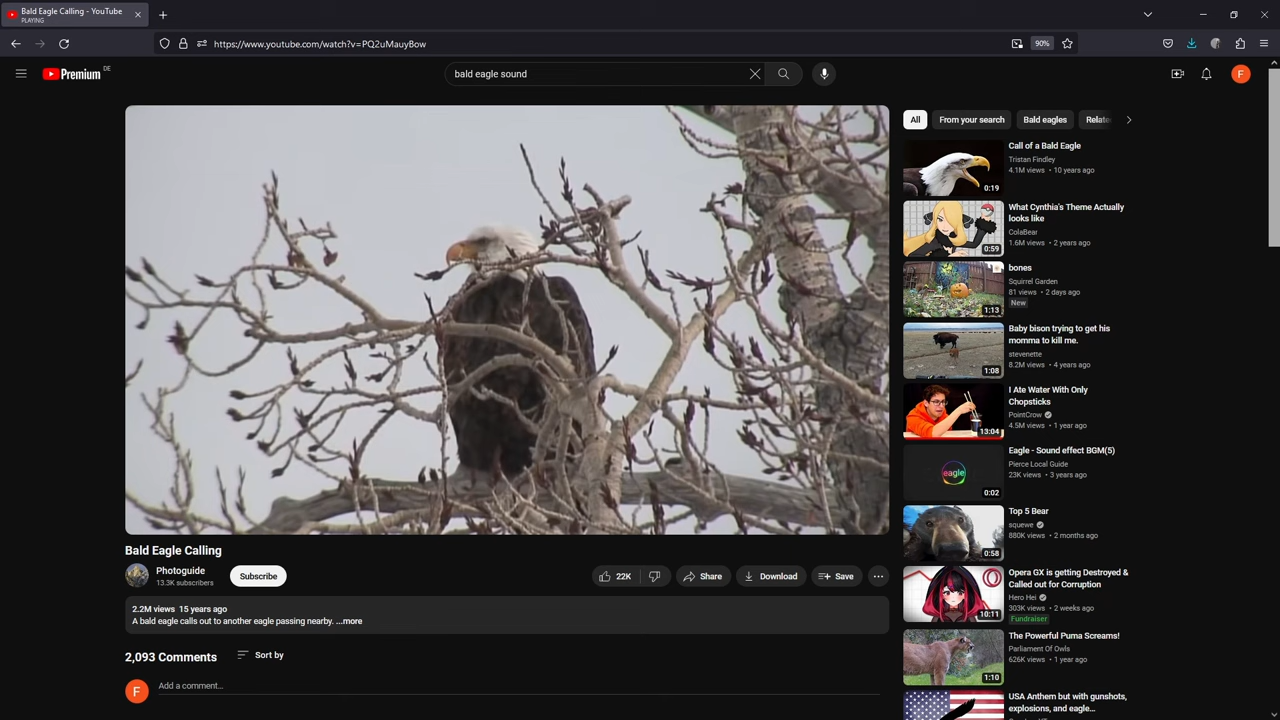 Bald Eagle Calling - YouTube
PLAYING
https://www.youtube.com/watch?v=PQ2uMauyBow
90%
Premium DE
bald eagle sound
F
All
From your search
Bald eagles
Relate
Call of a Bald Eagle
Tristan Findley
4.1M views • 10 years ago
0:19
What Cynthia's Theme Actually
looks like
ColaBear
1.6M views • 2 years ago
0:59
bones
Squirrel Garden
81 views • 2 days ago
New
1:13
Baby bison trying to get his
momma to kill me.
stevenette
8.2M views • 4 years ago
1:08
I Ate Water With Only
Chopsticks
PointCrow
4.5M views • 1 year ago
13:04
Eagle - Sound effect BGM(5)
Pierce Local Guide
23K views • 3 years ago
eagle
0:02
Top 5 Bear
squewe
880K views • 2 months ago
0:58
Opera GX is getting Destroyed &
Called out for Corruption
Hero Hei
303K views • 2 weeks ago
Fundraiser
10:11
The Powerful Puma Screams!
Parliament Of Owls
626K views • 1 year ago
1:10
USA Anthem but with gunshots,
explosions, and eagle...
Bald Eagle Calling
Photoguide
13.3K subscribers
Subscribe
22K
Share
Download
Save
2.2M views 15 years ago
A bald eagle calls out to another eagle passing nearby. ...more
2,093 Comments
Sort by
F
Add a comment...